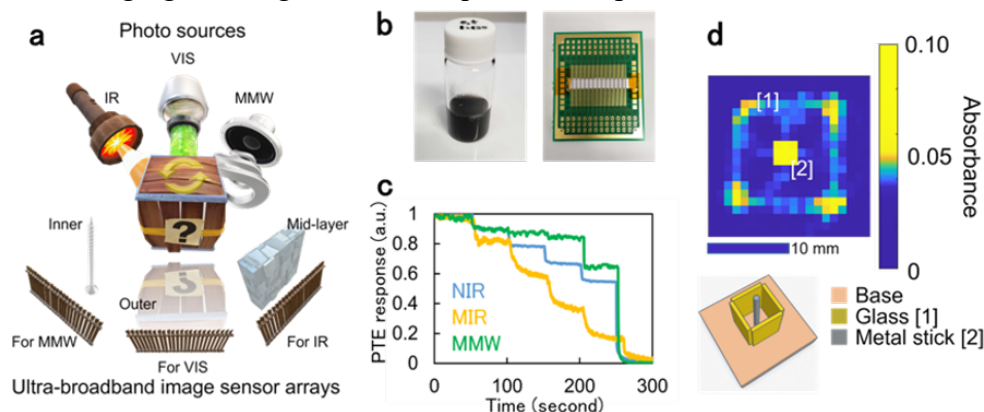 a
Photo sources
VIS
IR
MMW
?
Inner
Mid-layer
Outer
For MMW
For IR
For VIS
Ultra-broadband image sensor arrays
b
c
PTE response (a.u.)
1
0.8
0.6
0.4
0.2
0
NIR
MIR
MMW
0
100
200
300
Time (second)
d
[1]
[2]
10 mm
0.10
0.05
0
Absorbance
Base
Glass [1]
Metal stick [2]